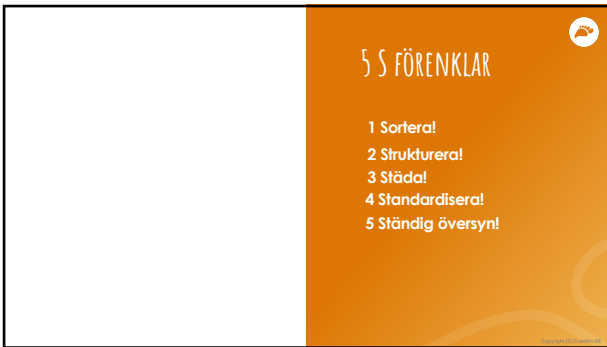 5 S FÖRENKLAR
1 Sortera!
2 Strukturera!
3 Städa!
4 Standardisera!
5 Ständig översyn!